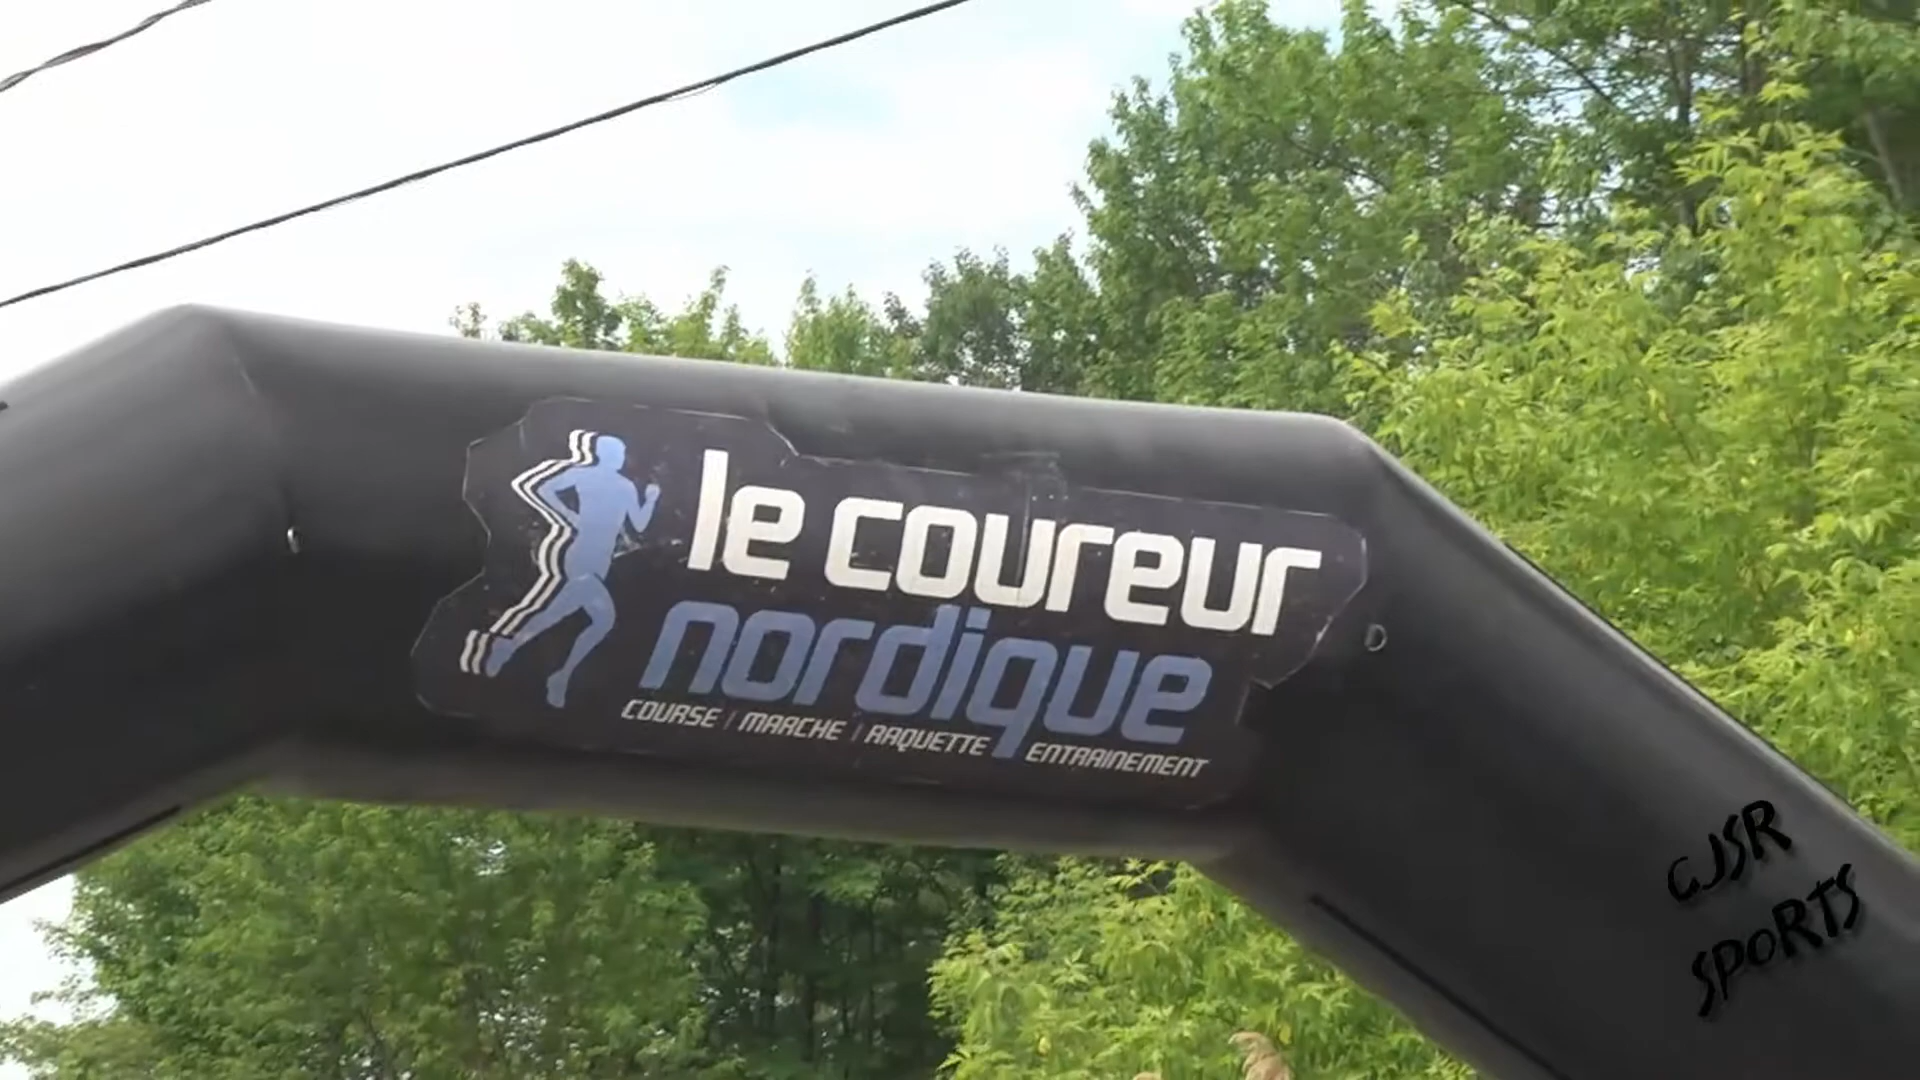 le coureur
nordique
COURSE / MARCHE / RAQUETTE ENTRAINEMENT
CJSR
SPORTS